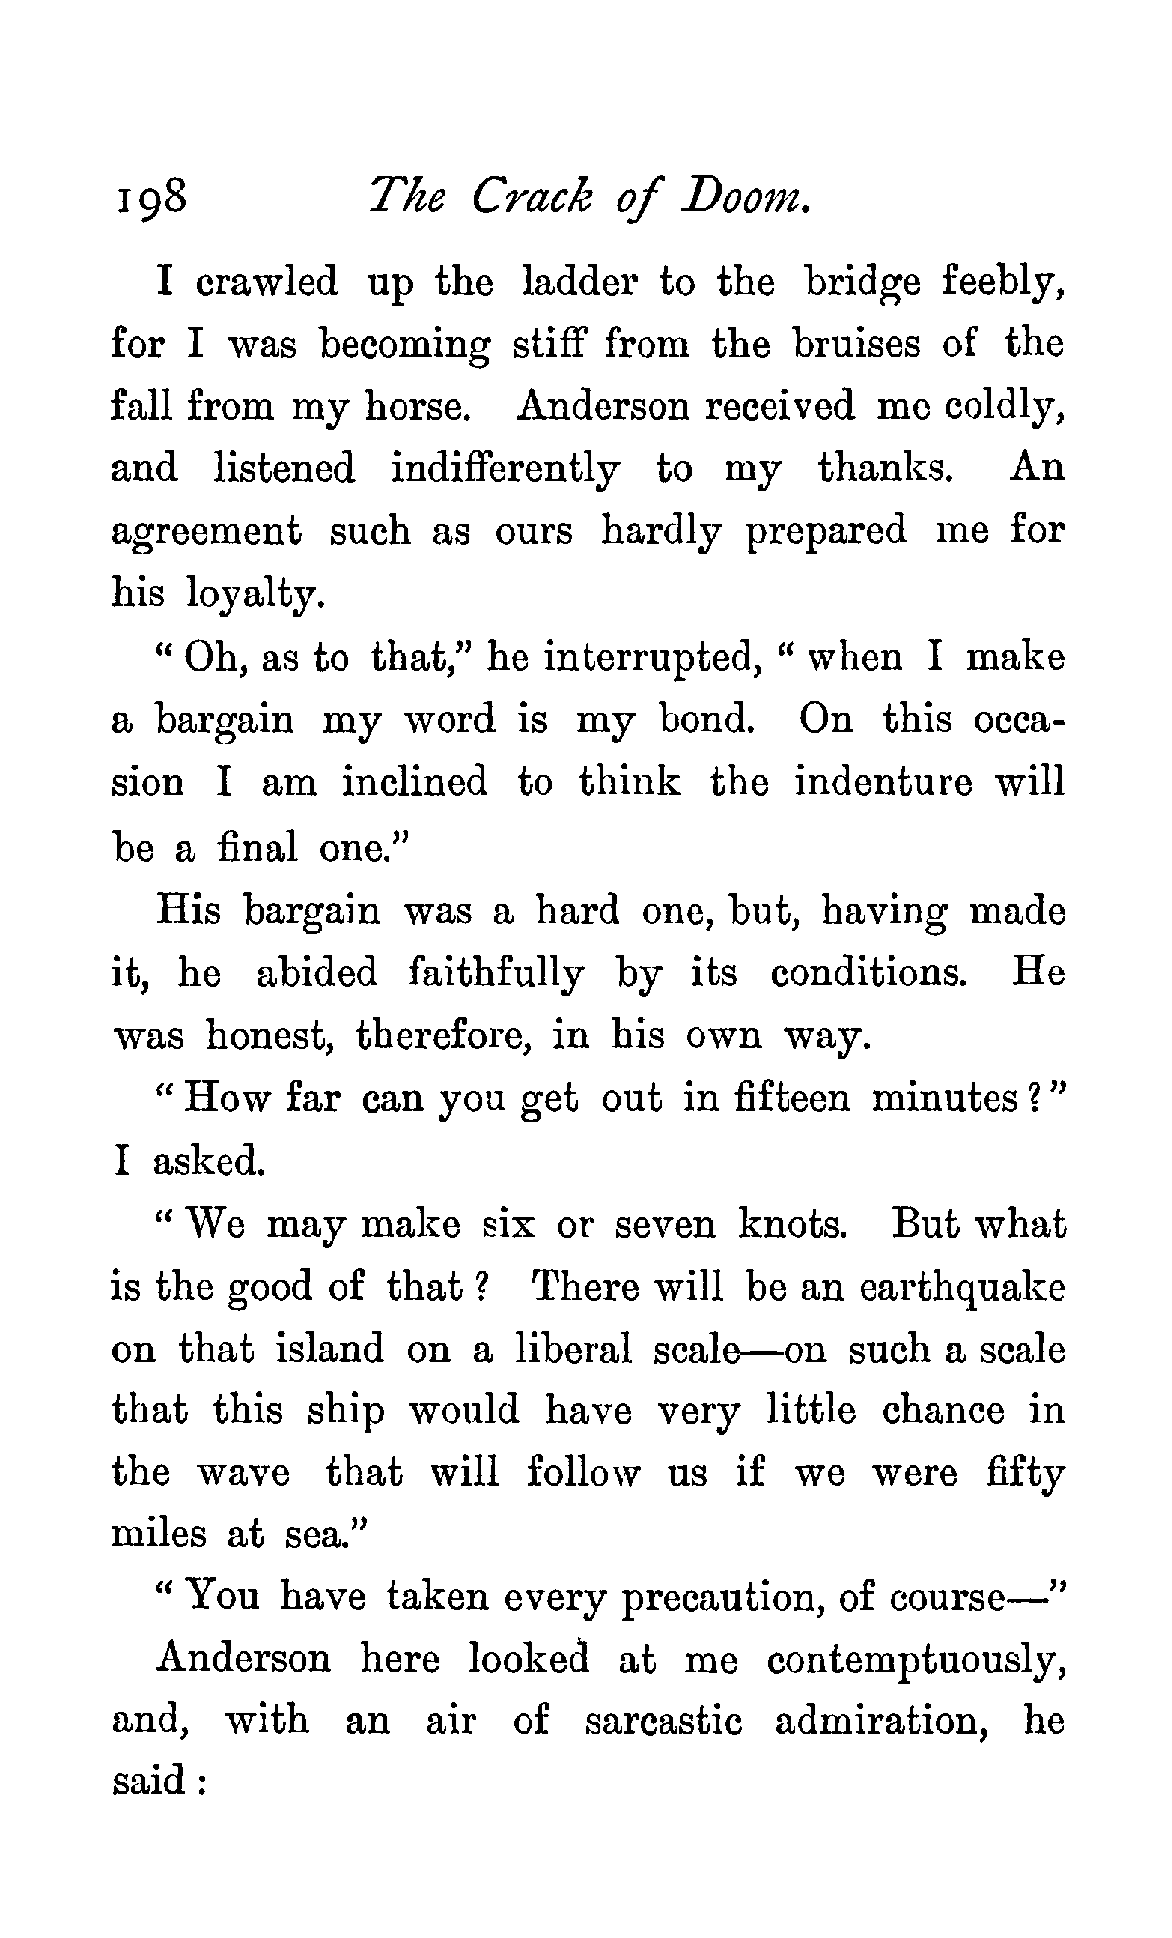 198 The Crack of Doom.
I crawled up the ladder to the bridge feebly,
for I was becoming stiff from the bruises of the
fall from my horse. Anderson received me coldly,
and listened indifferently to my thanks. An
agreement such as ours hardly prepared me for
his loyalty.
“ Oh, as to that,” he interrupted, “ when I make
a bargain my word is my bond. On this occa-
sion I am inclined to think the indenture will
be a final one.”
His bargain was a hard one, but, having made
it, he abided faithfully by its conditions. He
was honest, therefore, in his own way.
“ How far can you get out in fifteen minutes ? ”
I asked.
“ We may make six or seven knots. But what
is the good of that ? There will be an earthquake
on that island on a liberal scale—on such a scale
that this ship would have very little chance in
the wave that will follow us if we were fifty
miles at sea.”
“ You have taken every precaution, of course—”
Anderson here looked at me contemptuously,
and, with an air of sarcastic admiration, he
said :